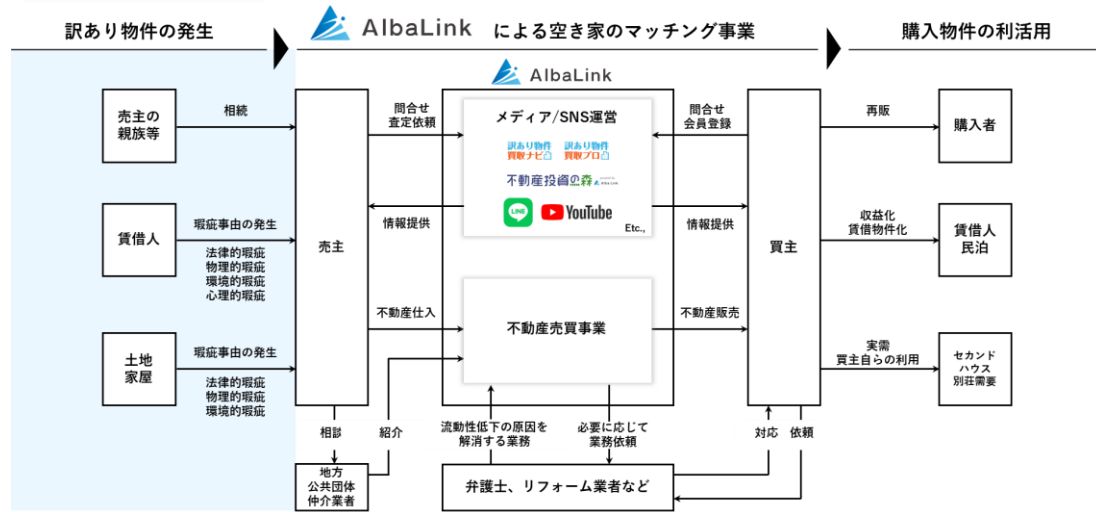 訳あり物件の発生
AlbaLink による空き家のマッチング事業
購入物件の利活用
AlbaLink
売主の
親族等
相続
賃借人
瑕疵事由の発生
法律的瑕疵
物理的瑕疵
環境的瑕疵
心理的瑕疵
土地
家屋
瑕疵事由の発生
法律的瑕疵
物理的瑕疵
環境的瑕疵
売主
問合せ
査定依頼
情報提供
不動産仕入
相談
紹介
地方
公共団体
仲介業者
メディア/SNS運営
訳あり物件
買取ナビ
訳あり物件
買取プロ
不動産投資の森
Alba Link
LINE
YouTube
Etc.,
不動産売買事業
流動性低下の原因を
解消する業務
必要に応じて
業務依頼
弁護士、リフォーム業者など
問合せ
会員登録
情報提供
不動産販売
対応
依頼
買主
再販
購入者
収益化
賃借物件化
賃借人
民泊
実需
買主自らの利用
セカンド
ハウス
別荘需要